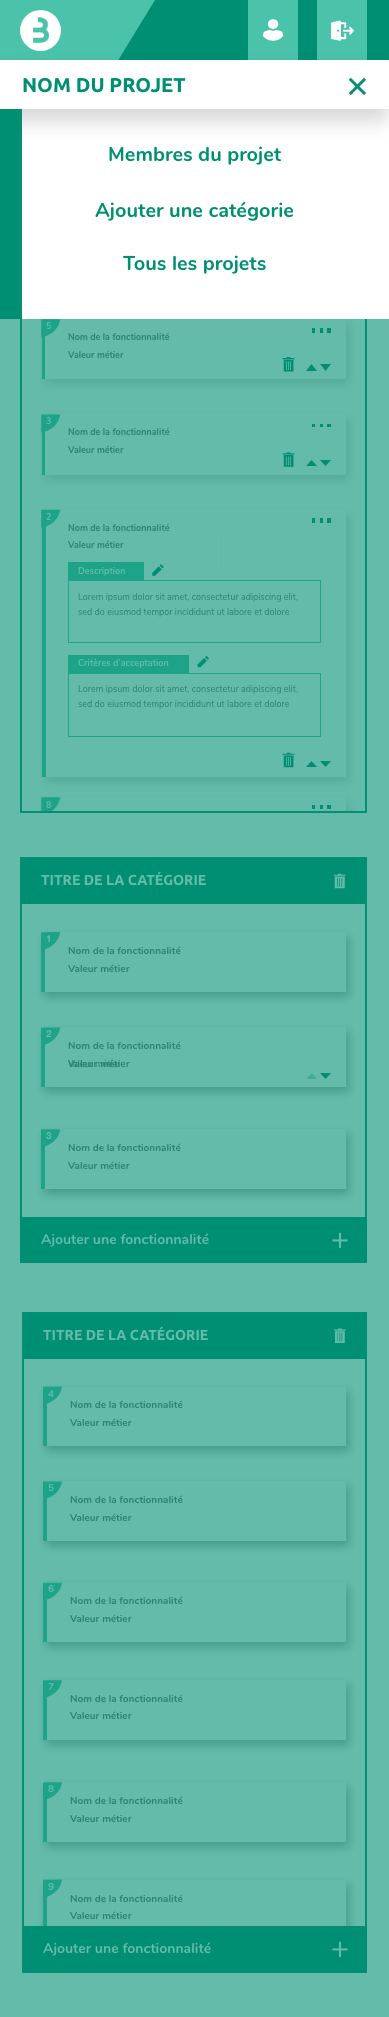 B
NOM DU PROJET
Membres du projet
Ajouter une catégorie
Tous les projets
5
Nom de la fonctionnalité
Valeur métier
3
Nom de la fonctionnalité
Valeur métier
2
Nom de la fonctionnalité
Valeur métier
Description
Lorem ipsum dolor sit amet, consectetur adipiscing elit,
sed do eiusmod tempor incididunt ut labore et dolore
Critères d'acceptation
Lorem ipsum dolor sit amet, consectetur adipiscing elit,
sed do eiusmod tempor incididunt ut labore et dolore
8
TITRE DE LA CATÉGORIE
1
Nom de la fonctionnalité
Valeur métier
2
Nom de la fonctionnalité
Valeur métier
3
Nom de la fonctionnalité
Valeur métier
Ajouter une fonctionnalité
TITRE DE LA CATÉGORIE
4
Nom de la fonctionnalité
Valeur métier
5
Nom de la fonctionnalité
Valeur métier
6
Nom de la fonctionnalité
Valeur métier
7
Nom de la fonctionnalité
Valeur métier
8
Nom de la fonctionnalité
Valeur métier
9
Nom de la fonctionnalité
Valeur métier
Ajouter une fonctionnalité